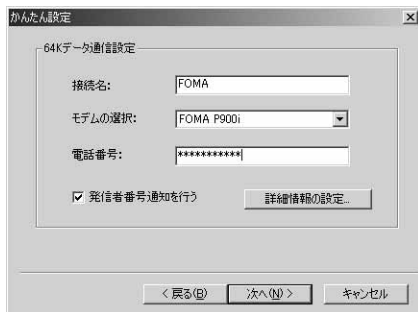 かんたん設定
64Kデータ通信設定
接続名: FOMA
モデムの選択: FOMA P900i
電話番号: ***********
発信者番号通知を行う 詳細情報の設定...
< 戻る(B) 次へ(N) > キャンセル